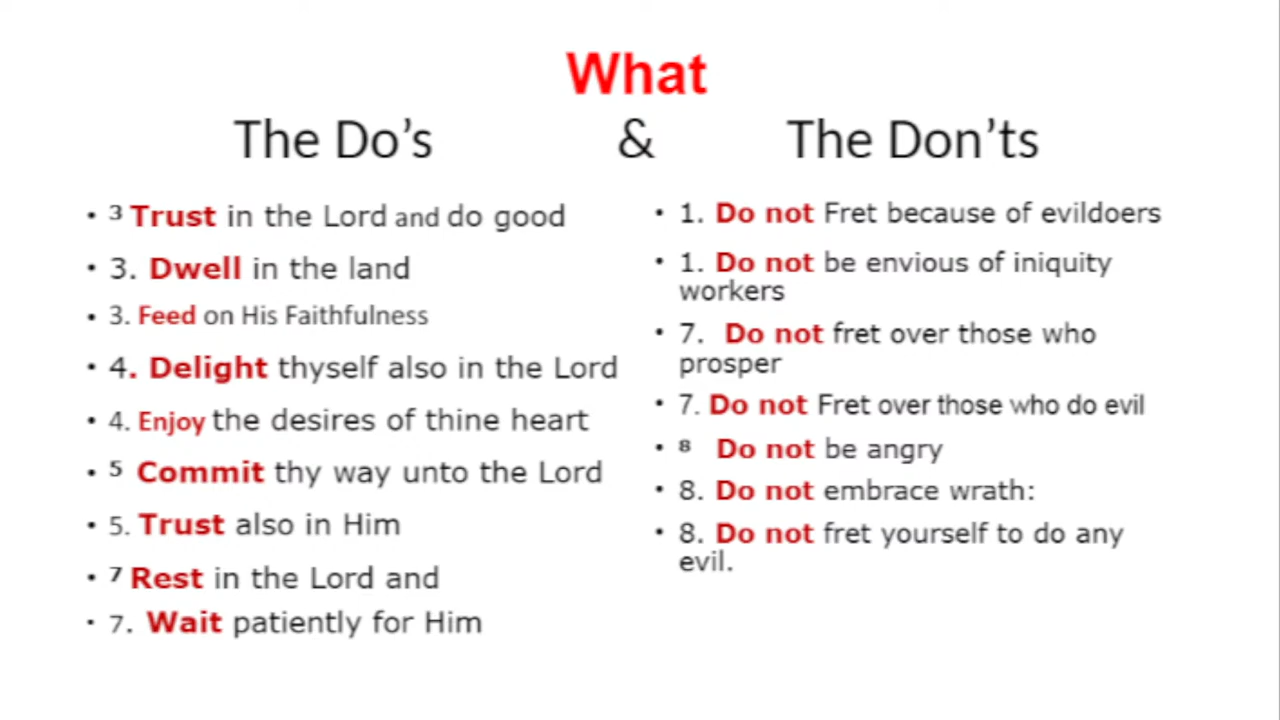 What
The Do's & The Don'ts
• ³ Trust in the Lord and do good
• 3. Dwell in the land
• 3. Feed on His Faithfulness
• 4. Delight thyself also in the Lord
• 4. Enjoy the desires of thine heart
• ⁵ Commit thy way unto the Lord
• 5. Trust also in Him
• ⁷ Rest in the Lord and
• 7. Wait patiently for Him
• 1. Do not Fret because of evildoers
• 1. Do not be envious of iniquity
workers
• 7. Do not fret over those who
prosper
• 7. Do not Fret over those who do evil
• ⁸ Do not be angry
• 8. Do not embrace wrath:
• 8. Do not fret yourself to do any
evil.